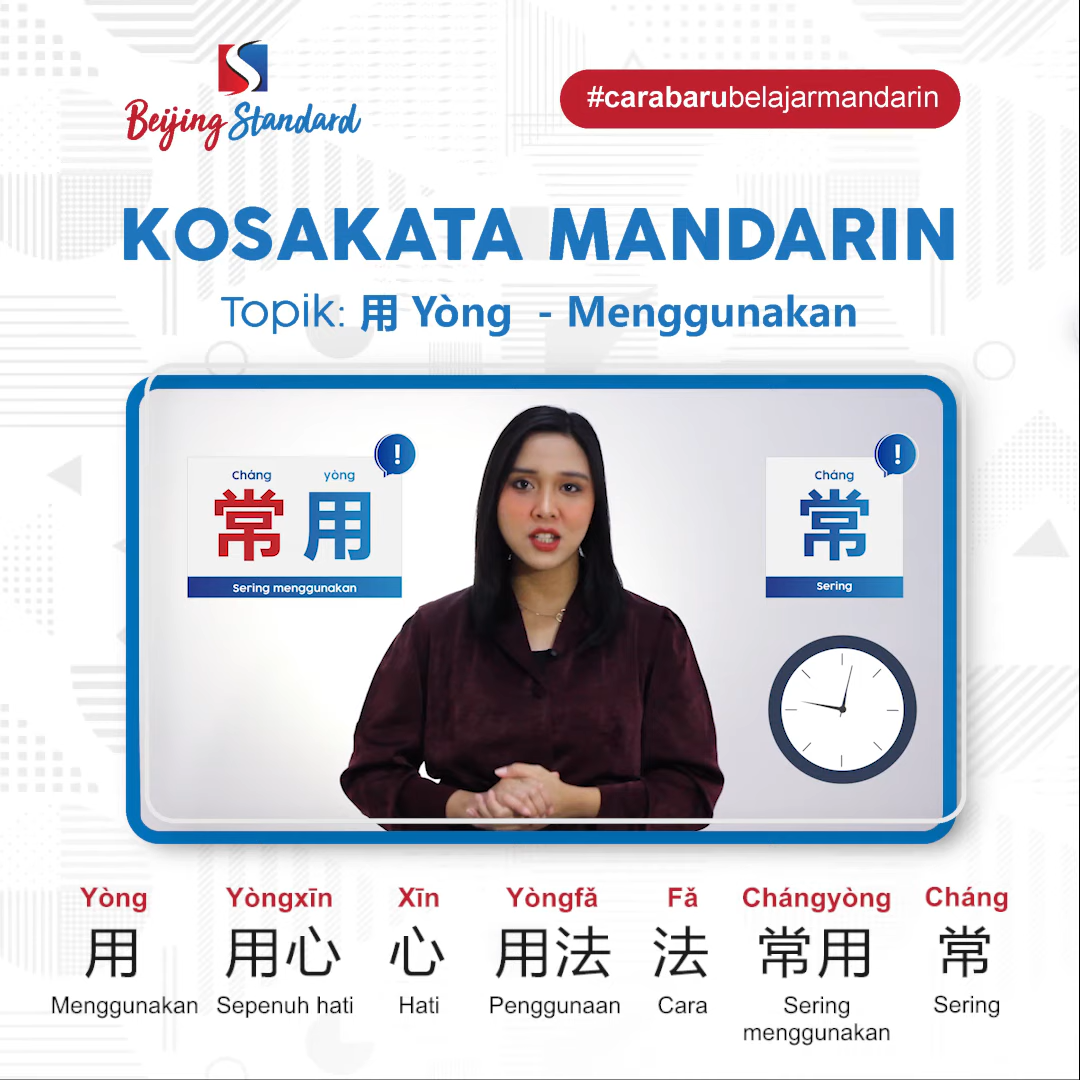 Beijing Standard
#carabarubelajarmandarin
KOSAKATA MANDARIN
Topik: 用 Yòng - Menggunakan
Cháng yòng
常用
Sering menggunakan
!
Cháng
常
Sering
!
Yòng Yòngxīn Xīn Yòngfǎ Fǎ Chángyòng Cháng
用 用心 心 用法 法 常用 常
Menggunakan Sepenuh hati Hati Penggunaan Cara Sering menggunakan Sering